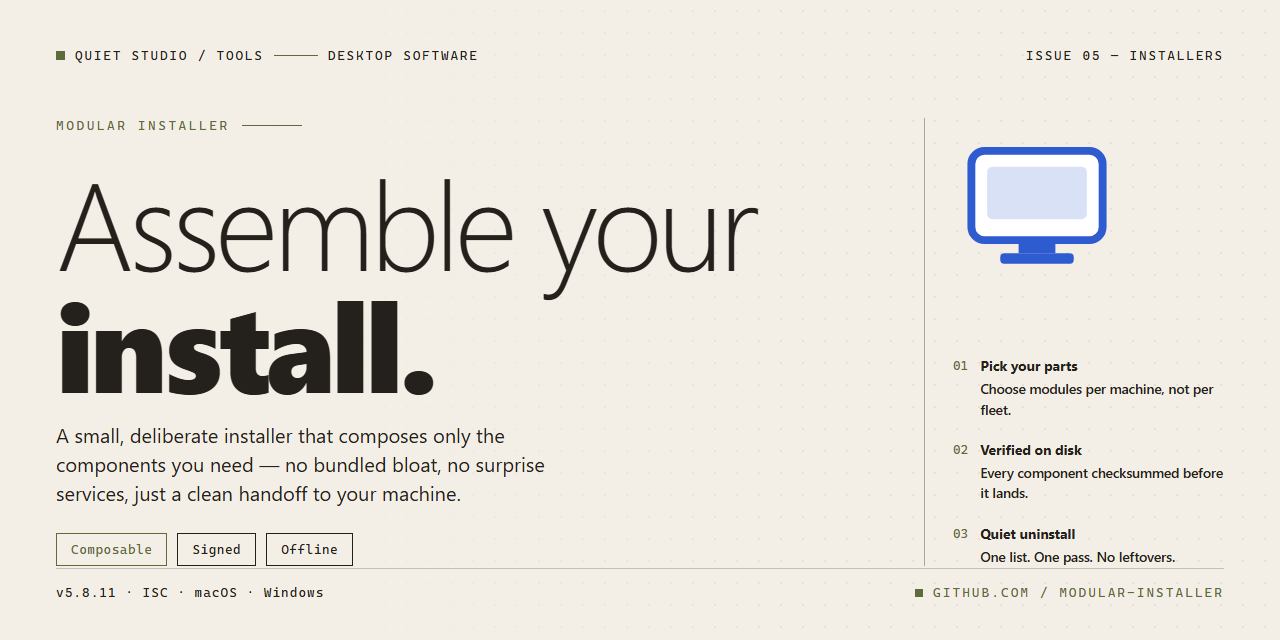 QUIET STUDIO / TOOLS DESKTOP SOFTWARE
ISSUE 05 — INSTALLERS
MODULAR INSTALLER
Assemble your
install.
A small, deliberate installer that composes only the
components you need — no bundled bloat, no surprise
services, just a clean handoff to your machine.
Composable Signed Offline
01 Pick your parts
Choose modules per machine, not per
fleet.
02 Verified on disk
Every component checksummed before
it lands.
03 Quiet uninstall
One list. One pass. No leftovers.
v5.8.11 · ISC · macOS · Windows
GITHUB.COM / MODULAR-INSTALLER